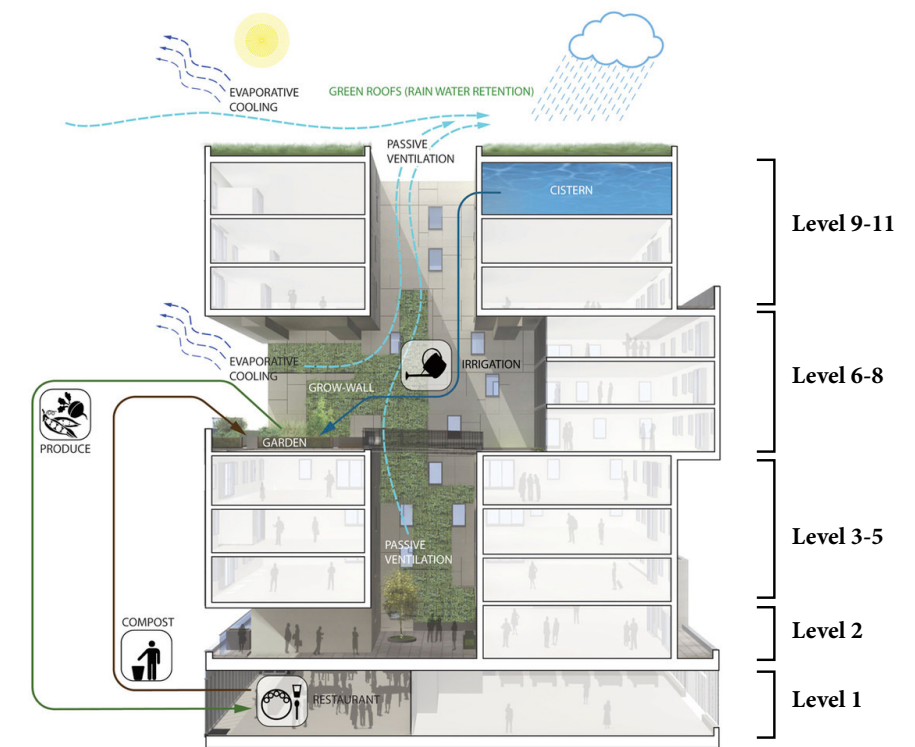 EVAPORATIVE
COOLING
GREEN ROOFS (RAIN WATER RETENTION)
PASSIVE
VENTILATION
CISTERN
Level 9-11
EVAPORATIVE
COOLING
IRRIGATION
GROW-WALL
Level 6-8
PRODUCE
GARDEN
PASSIVE
VENTILATION
Level 3-5
COMPOST
Level 2
RESTAURANT
Level 1